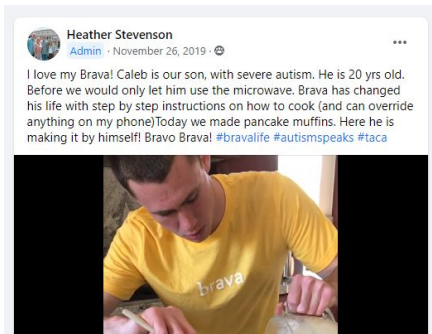 Heather Stevenson
Admin · November 26, 2019 ·
I love my Brava! Caleb is our son, with severe autism. He is 20 yrs old.
Before we would only let him use the microwave. Brava has changed
his life with step by step instructions on how to cook (and can override
anything on my phone)Today we made pancake muffins. Here he is
making it by himself! Bravo Brava! #bravalife #autismspeaks #taca
brava